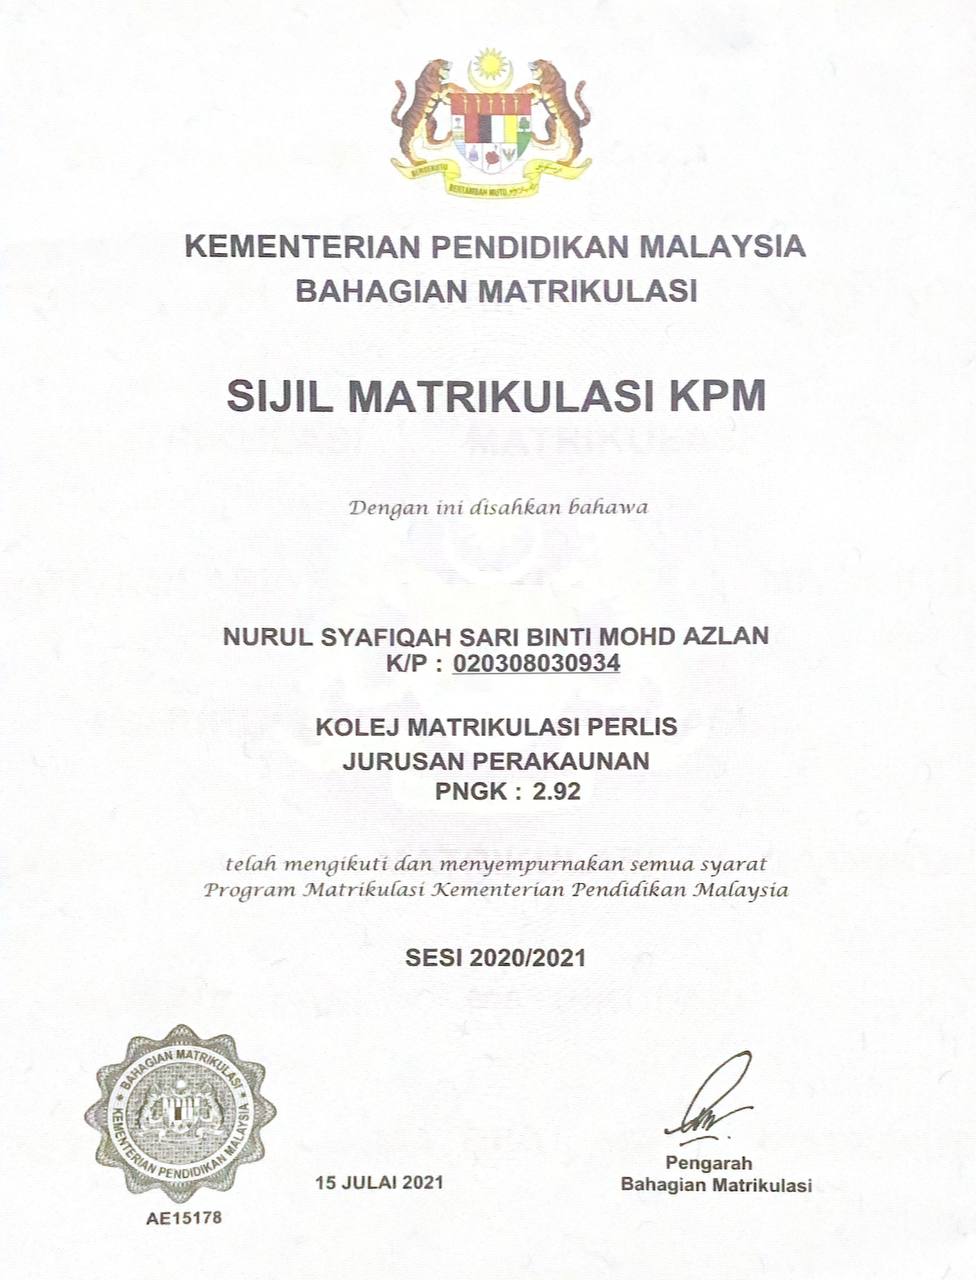 BERSEKUTU
BERTAMBAH MUTU
KEMENTERIAN PENDIDIKAN MALAYSIA
BAHAGIAN MATRIKULASI
SIJIL MATRIKULASI KPM
Dengan ini disahkan bahawa
NURUL SYAFIQAH SARI BINTI MOHD AZLAN
K/P : 020308030934
KOLEJ MATRIKULASI PERLIS
JURUSAN PERAKAUNAN
PNGK : 2.92
telah mengikuti dan menyempurnakan semua syarat
Program Matrikulasi Kementerian Pendidikan Malaysia
SESI 2020/2021
BAHAGIAN MATRIKULASI
KEMENTERIAN PENDIDIKAN MALAYSIA
AE15178
15 JULAI 2021
Pengarah
Bahagian Matrikulasi